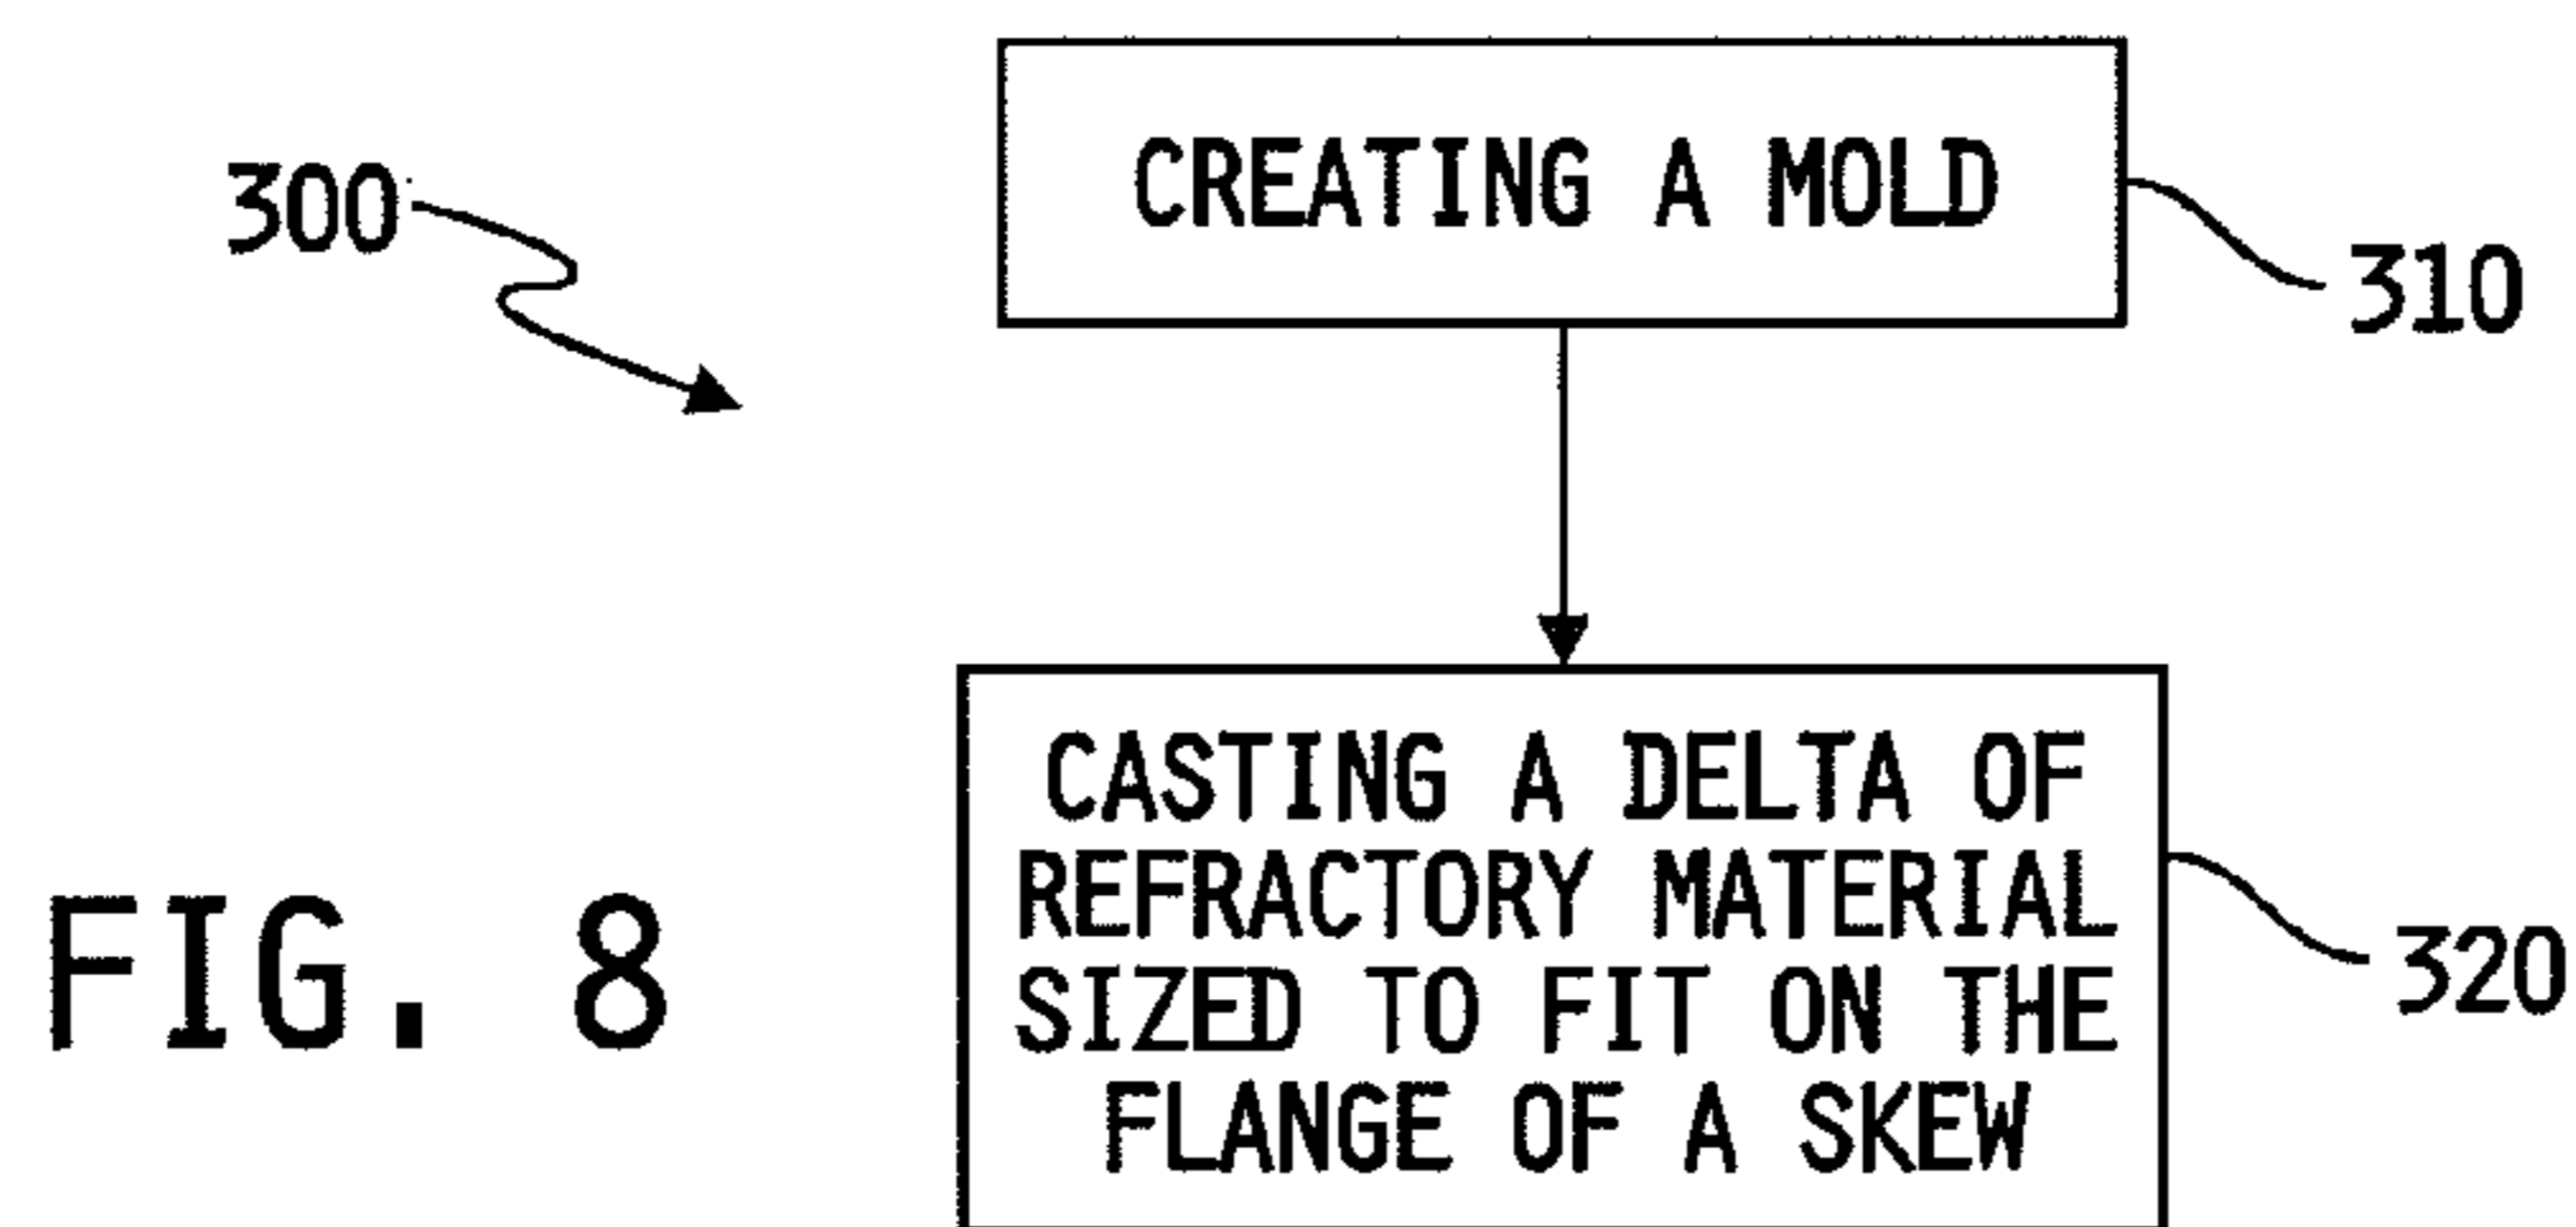 300
CREATING A MOLD
310
CASTING A DELTA OF
REFRACTORY MATERIAL
SIZED TO FIT ON THE
FLANGE OF A SKEW
320
FIG. 8